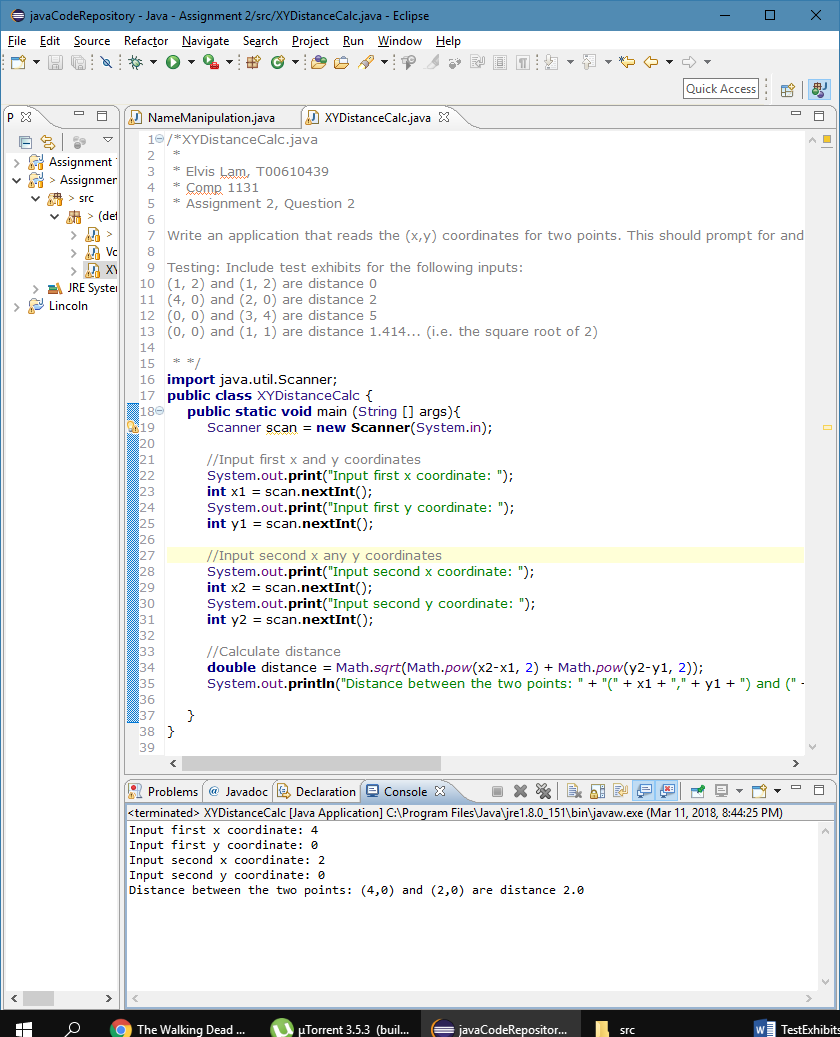 javaCodeRepository - Java - Assignment 2/src/XYDistanceCalc.java - Eclipse
File Edit Source Refactor Navigate Search Project Run Window Help
Quick Access
P
NameManipulation.java XYDistanceCalc.java
Assignment
> Assignmer
> src
> (def
>
> Vo
> XY
JRE Syster
Lincoln
1 /*XYDistanceCalc.java
2 *
3 * Elvis Lam, T00610439
4 * Comp 1131
5 * Assignment 2, Question 2
6
7 Write an application that reads the (x,y) coordinates for two points. This should prompt for and
8
9 Testing: Include test exhibits for the following inputs:
10 (1, 2) and (1, 2) are distance 0
11 (4, 0) and (2, 0) are distance 2
12 (0, 0) and (3, 4) are distance 5
13 (0, 0) and (1, 1) are distance 1.414... (i.e. the square root of 2)
14
15 * */
16 import java.util.Scanner;
17 public class XYDistanceCalc {
18 public static void main (String [] args){
19 Scanner scan = new Scanner(System.in);
20
21 //Input first x and y coordinates
22 System.out.print("Input first x coordinate: ");
23 int x1 = scan.nextInt();
24 System.out.print("Input first y coordinate: ");
25 int y1 = scan.nextInt();
26
27 //Input second x any y coordinates
28 System.out.print("Input second x coordinate: ");
29 int x2 = scan.nextInt();
30 System.out.print("Input second y coordinate: ");
31 int y2 = scan.nextInt();
32
33 //Calculate distance
34 double distance = Math.sqrt(Math.pow(x2-x1, 2) + Math.pow(y2-y1, 2));
35 System.out.println("Distance between the two points: " + "(" + x1 + "," + y1 + ") and (" +
36
37 }
38 }
39
Problems @ Javadoc Declaration Console
<terminated> XYDistanceCalc [Java Application] C:\Program Files\Java\jre1.8.0_151\bin\javaw.exe (Mar 11, 2018, 8:44:25 PM)
Input first x coordinate: 4
Input first y coordinate: 0
Input second x coordinate: 2
Input second y coordinate: 0
Distance between the two points: (4,0) and (2,0) are distance 2.0
The Walking Dead ... µTorrent 3.5.3 (buil... javaCodeRepositor... src TestExhibits